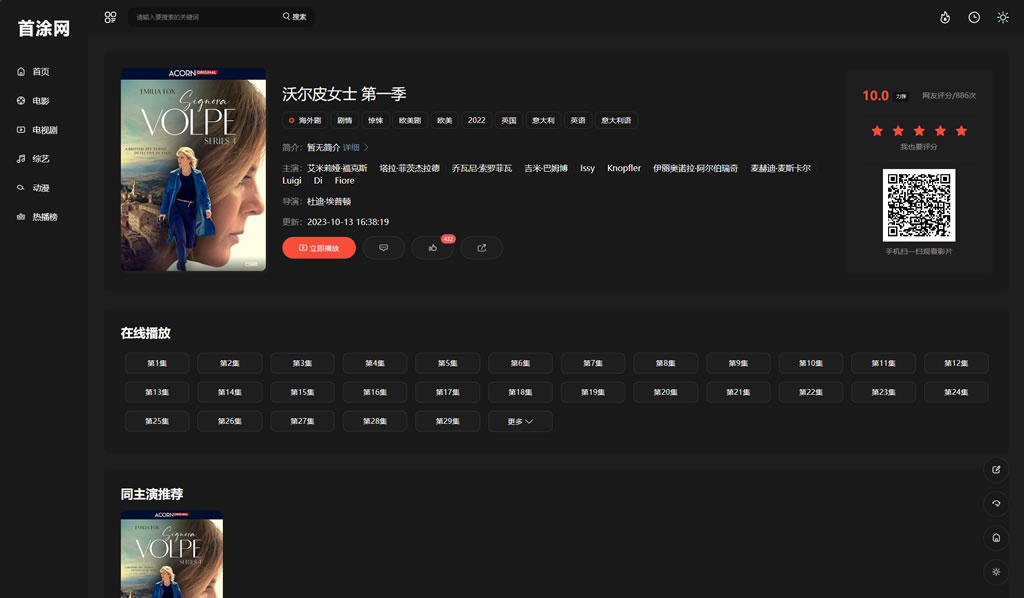 首涂网
请输入要搜索的关键词
搜索
首页
电影
电视剧
综艺
动漫
热播榜
ACORN ORIGINAL
EMILIA FOX
Signora
VOLPE
SERIES 1
沃尔皮女士 第一季
海外剧 剧情 惊悚 欧美剧 欧美 2022 英国 意大利 英语 意大利语
简介: 暂无简介 详细
主演: 艾米莉娅·福克斯 塔拉·菲茨杰拉德 乔瓦尼·索罗菲瓦 吉米·巴姆博 Issy Knopfler 伊丽奥诺拉·阿尔伯瑞奇 麦赫迪·麦斯卡尔
Luigi Di Fiore
导演: 杜迪·埃普顿
更新: 2023-10-13 16:38:19
立即播放
432
10.0 力荐 网友评分/886次
我也要评分
手机扫一扫观看影片
在线播放
第1集 第2集 第3集 第4集 第5集 第6集 第7集 第8集 第9集 第10集 第11集 第12集
第13集 第14集 第15集 第16集 第17集 第18集 第19集 第20集 第21集 第22集 第23集 第24集
第25集 第26集 第27集 第28集 第29集 更多
同主演推荐
ACORN ORIGINAL
EMILIA FOX
Signora
VOLPE
SERIES 1